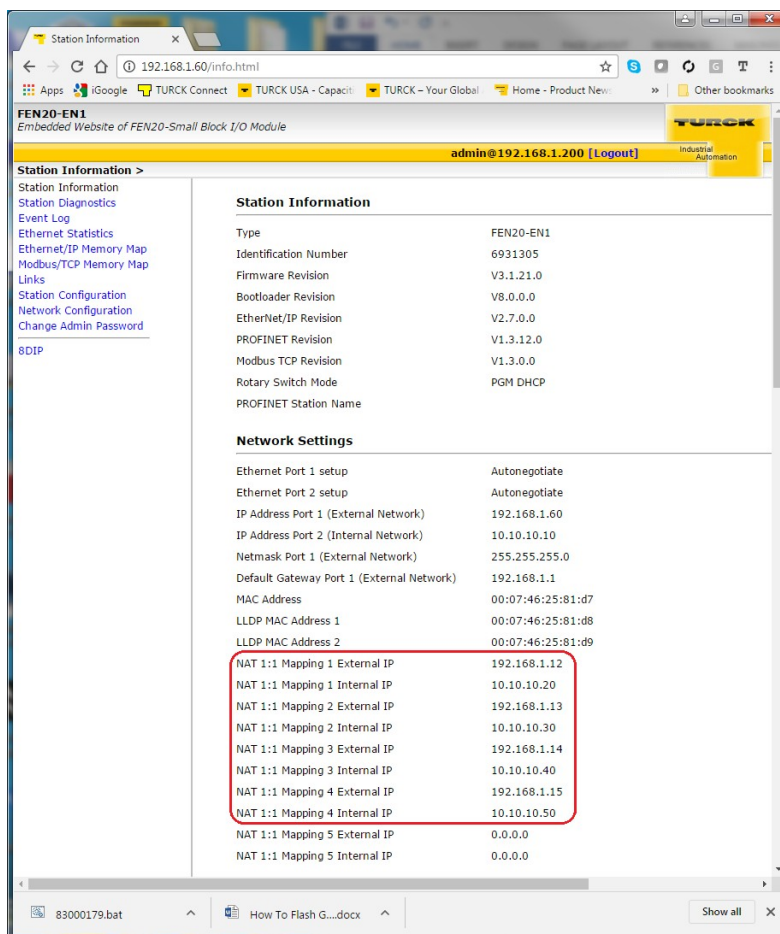 Station Information
192.168.1.60/info.html
Apps iGoogle TURCK Connect TURCK USA - Capaciti TURCK – Your Global Home - Product New » Other bookmarks
FEN20-EN1
Embedded Website of FEN20-Small Block I/O Module
TURCK
Industrial
Automation
admin@192.168.1.200 [Logout]
Station Information >
Station Information
Station Diagnostics
Event Log
Ethernet Statistics
Ethernet/IP Memory Map
Modbus/TCP Memory Map
Links
Station Configuration
Network Configuration
Change Admin Password
8DIP
Station Information
Type FEN20-EN1
Identification Number 6931305
Firmware Revision V3.1.21.0
Bootloader Revision V8.0.0.0
EtherNet/IP Revision V2.7.0.0
PROFINET Revision V1.3.12.0
Modbus TCP Revision V1.3.0.0
Rotary Switch Mode PGM DHCP
PROFINET Station Name
Network Settings
Ethernet Port 1 setup Autonegotiate
Ethernet Port 2 setup Autonegotiate
IP Address Port 1 (External Network) 192.168.1.60
IP Address Port 2 (Internal Network) 10.10.10.10
Netmask Port 1 (External Network) 255.255.255.0
Default Gateway Port 1 (External Network) 192.168.1.1
MAC Address 00:07:46:25:81:d7
LLDP MAC Address 1 00:07:46:25:81:d8
LLDP MAC Address 2 00:07:46:25:81:d9
NAT 1:1 Mapping 1 External IP 192.168.1.12
NAT 1:1 Mapping 1 Internal IP 10.10.10.20
NAT 1:1 Mapping 2 External IP 192.168.1.13
NAT 1:1 Mapping 2 Internal IP 10.10.10.30
NAT 1:1 Mapping 3 External IP 192.168.1.14
NAT 1:1 Mapping 3 Internal IP 10.10.10.40
NAT 1:1 Mapping 4 External IP 192.168.1.15
NAT 1:1 Mapping 4 Internal IP 10.10.10.50
NAT 1:1 Mapping 5 External IP 0.0.0.0
NAT 1:1 Mapping 5 Internal IP 0.0.0.0
83000179.bat How To Flash G....docx Show all